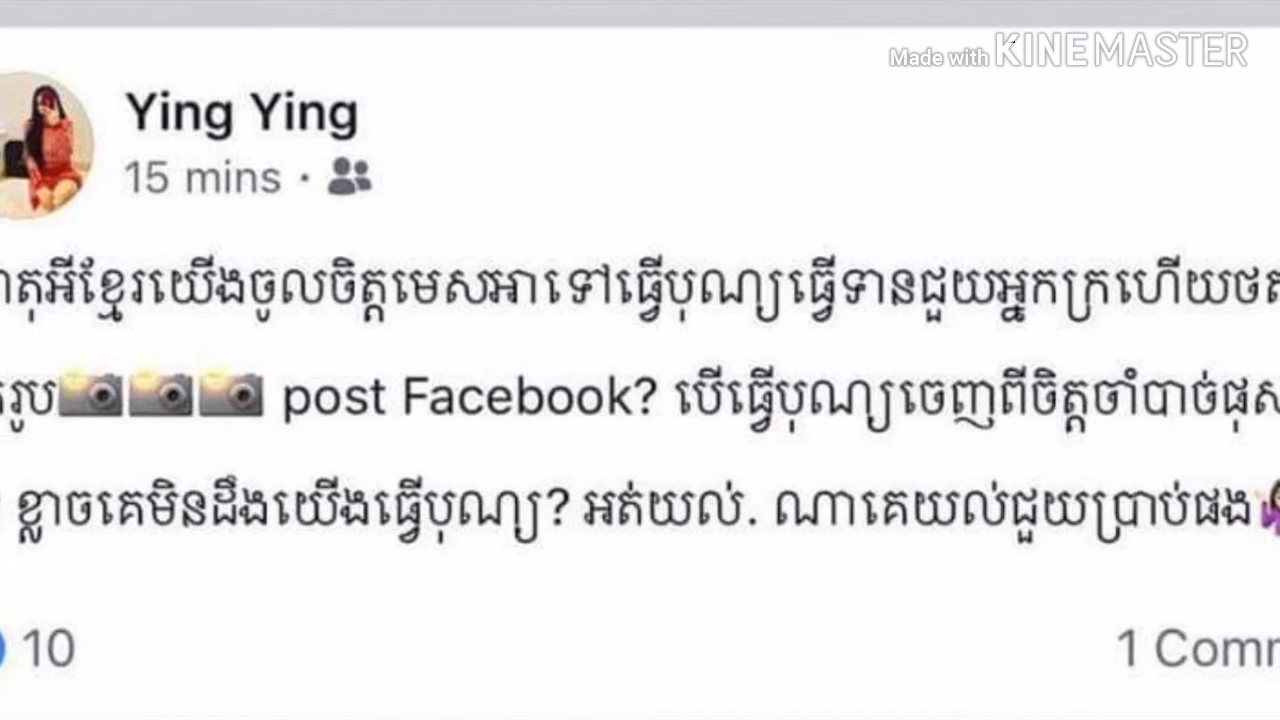 Made with KINEMASTER
Ying Ying
15 mins ·
ាតុអីខ្មែរយើងចូលចិត្តមេសអាទៅធ្វើបុណ្យធ្វើទានជួយអ្នកក្រហើយថត
រូប📷📷📷 post Facebook? បើធ្វើបុណ្យចេញពីចិត្តចាំបាច់ផុស
ខ្លាចគេមិនដឹងយើងធ្វើបុណ្យ? អត់យល់. ណាគេយល់ជួយប្រាប់ផង
10
1 Comm